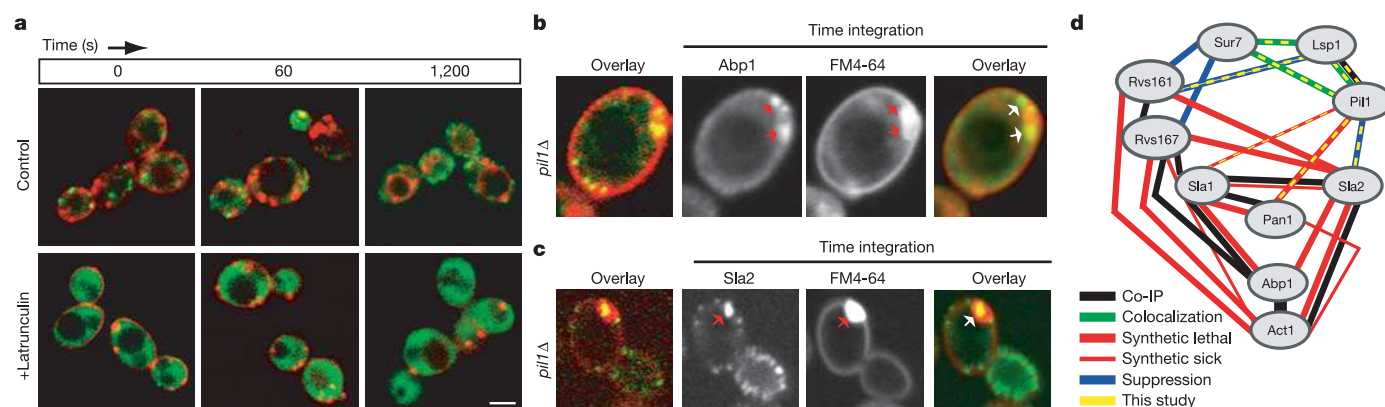 a
Time (s)
0 60 1,200
Control
+Latrunculin
b
Time integration
Overlay Abp1 FM4-64 Overlay
pil1Δ
c
Time integration
Overlay Sla2 FM4-64 Overlay
pil1Δ
d
Sur7
Lsp1
Rvs161
Pil1
Rvs167
Sla1
Sla2
Pan1
Abp1
Act1
Co-IP
Colocalization
Synthetic lethal
Synthetic sick
Suppression
This study